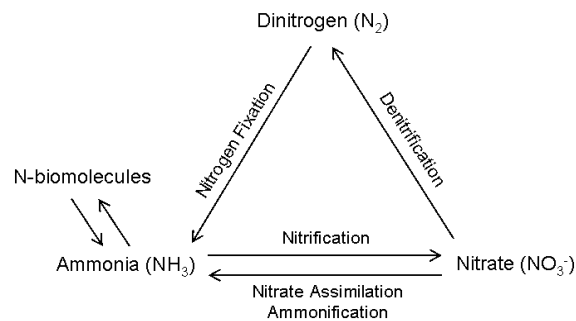 Dinitrogen (N₂)
Nitrogen Fixation
Denitrification
N-biomolecules
Nitrification
Ammonia (NH₃)
Nitrate (NO₃⁻)
Nitrate Assimilation
Ammonification